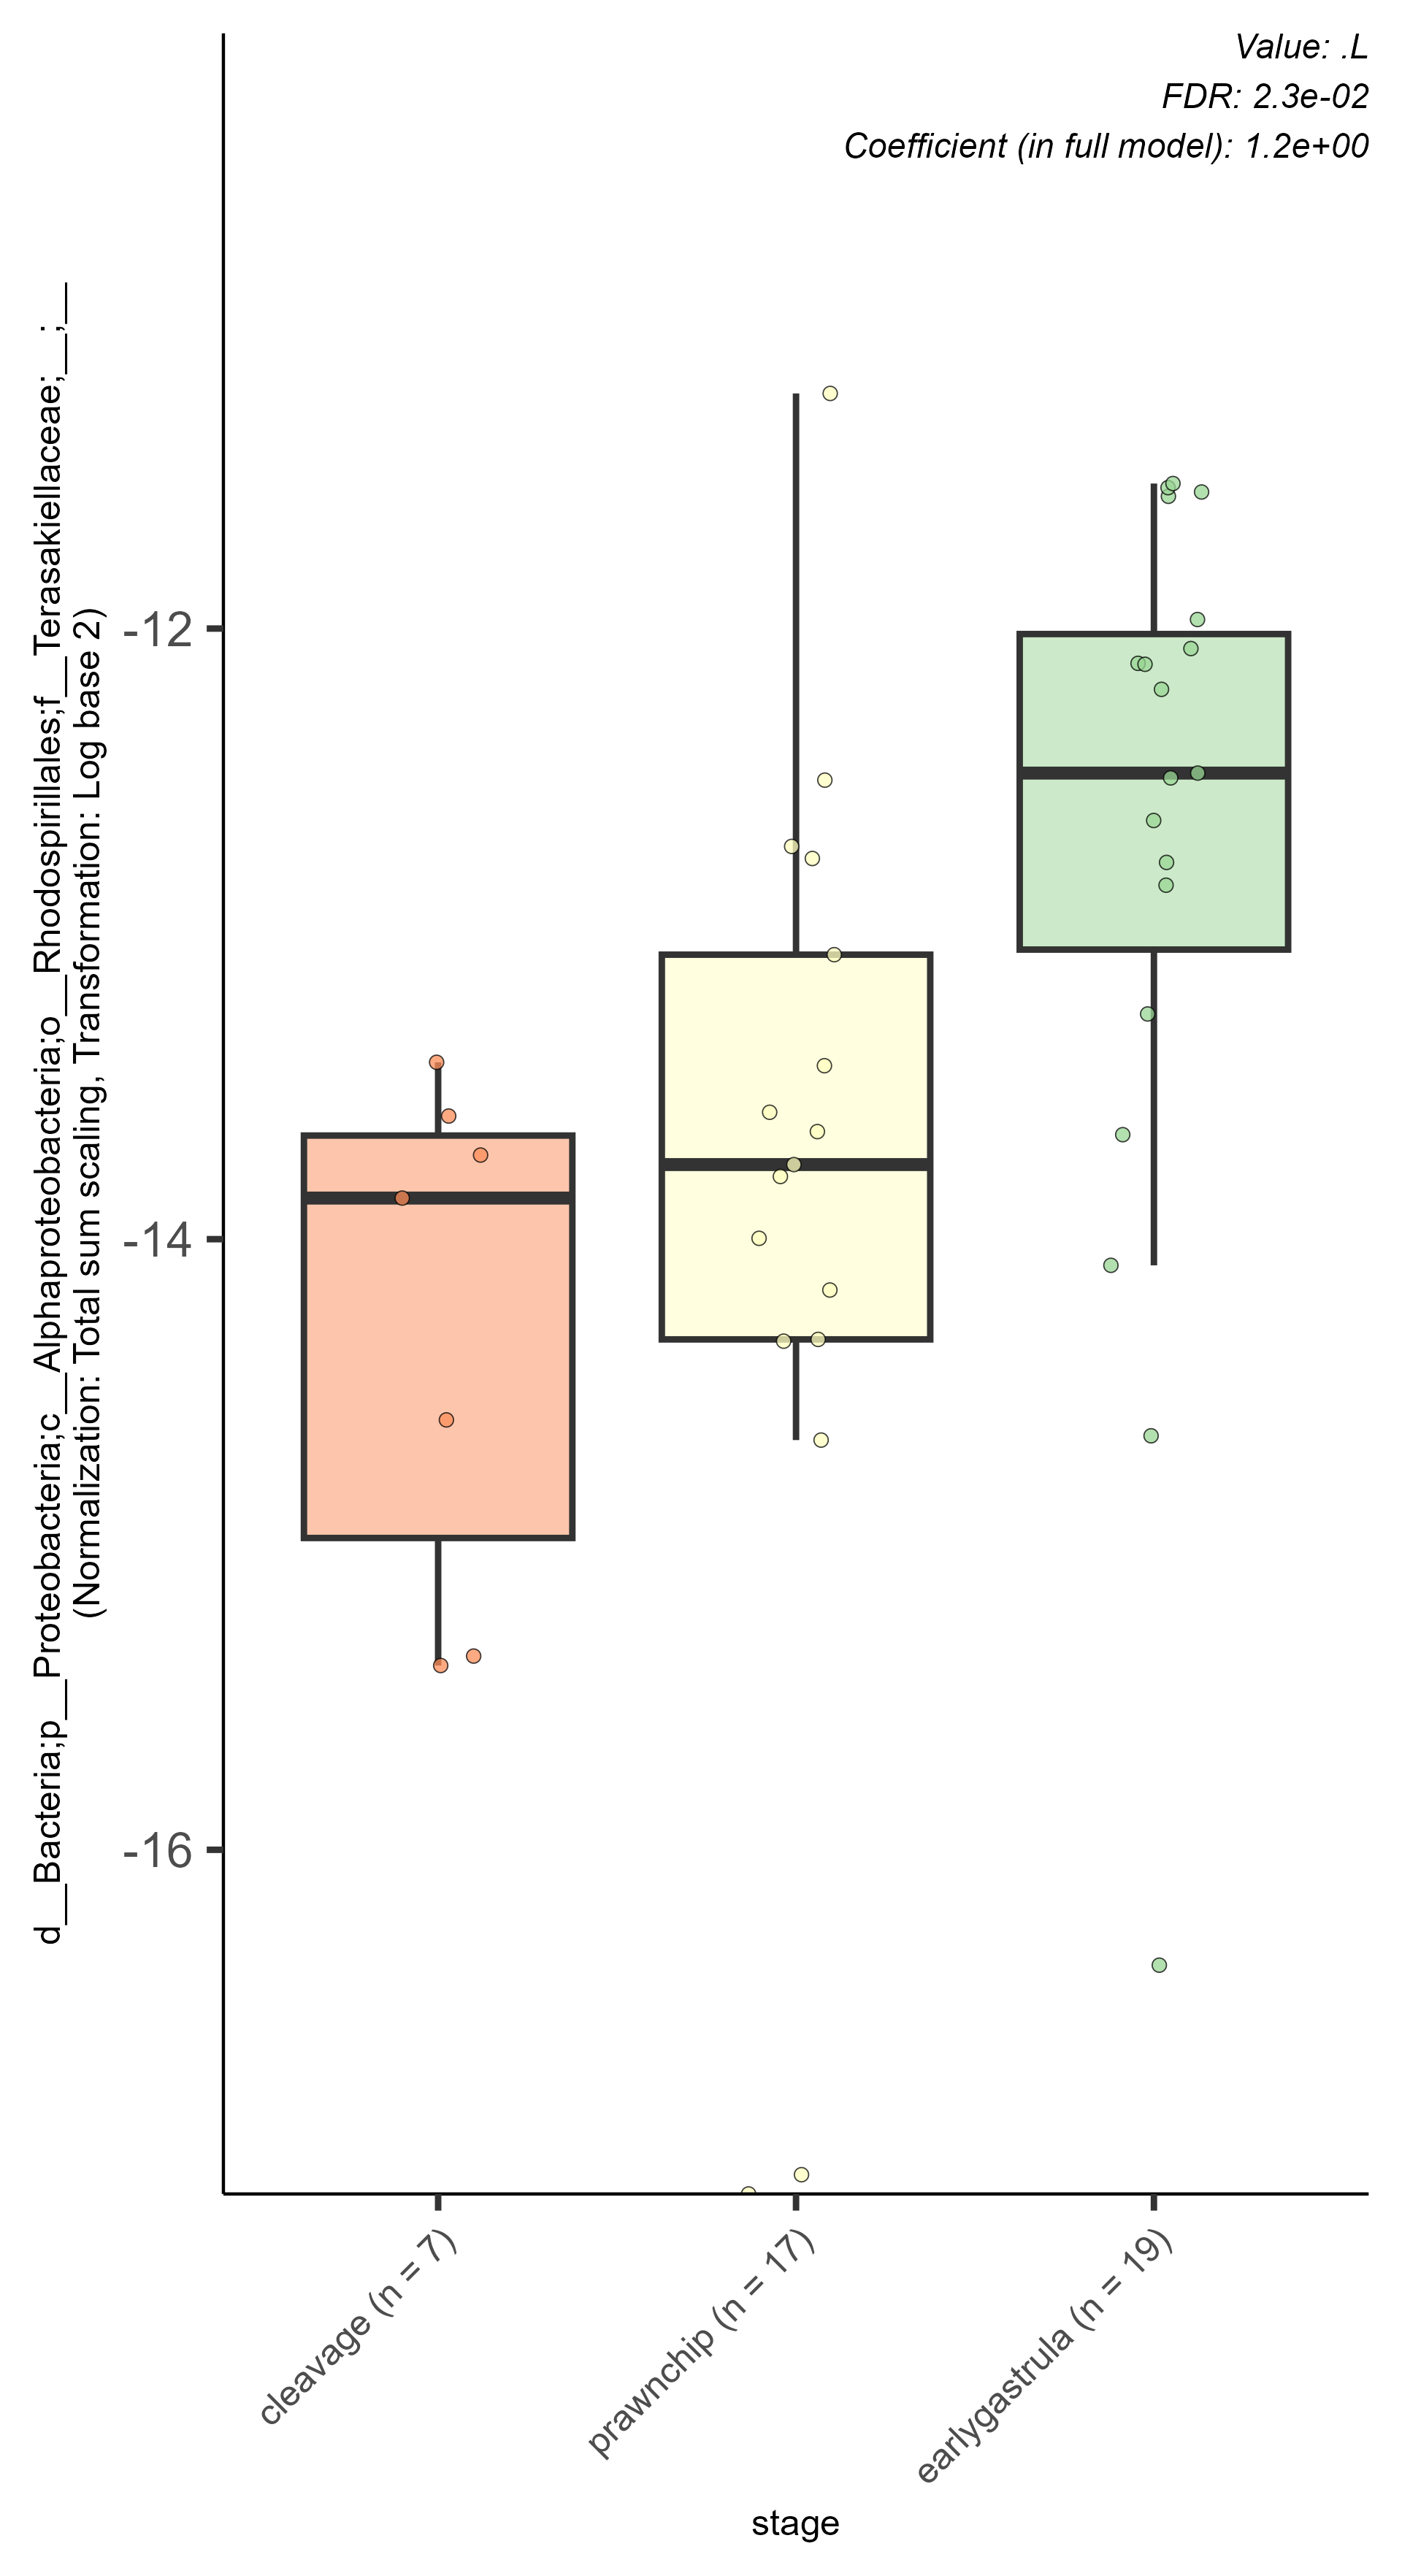 Value: .L
FDR: 2.3e-02
Coefficient (in full model): 1.2e+00
d__Bacteria;p__Proteobacteria;c__Alphaproteobacteria;o__Rhodospirillales;f__Terasakiellaceae;__;__
(Normalization: Total sum scaling, Transformation: Log base 2)
-12
-14
-16
cleavage (n = 7)
prawnchip (n = 17)
earlygastrula (n = 19)
stage